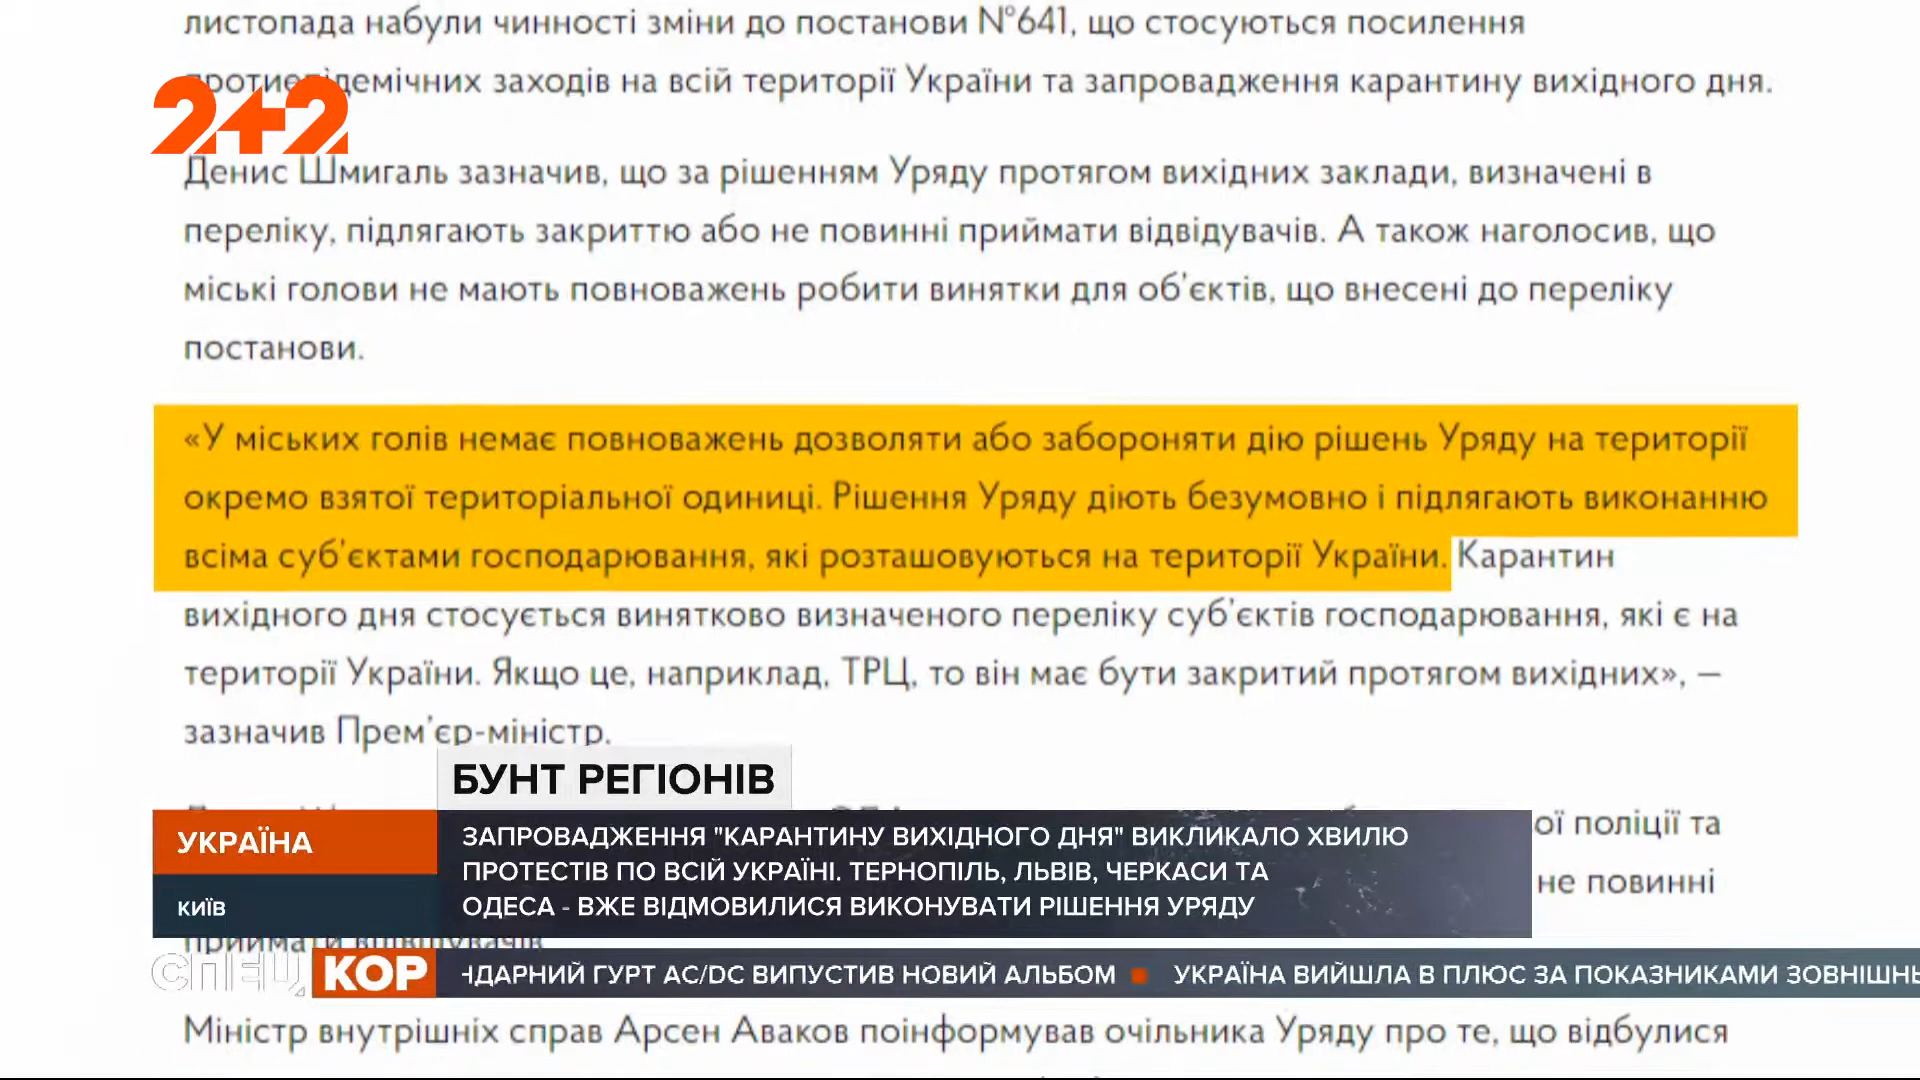 листопада набули чинності зміни до постанови №641, що стосуються посилення
протиепідемічних заходів на всій території України та запровадження карантину вихідного дня.
2+2
Денис Шмигаль зазначив, що за рішенням Уряду протягом вихідних заклади, визначені в
переліку, підлягають закриттю або не повинні приймати відвідувачів. А також наголосив, що
міські голови не мають повноважень робити винятки для об’єктів, що внесені до переліку
постанови.
«У міських голів немає повноважень дозволяти або забороняти дію рішень Уряду на території
окремо взятої територіальної одиниці. Рішення Уряду діють безумовно і підлягають виконанню
всіма суб’єктами господарювання, які розташовуються на території України. Карантин
вихідного дня стосується винятково визначеного переліку суб’єктів господарювання, які є на
території України. Якщо це, наприклад, ТРЦ, то він має бути закритий протягом вихідних», —
зазначив Прем’єр-міністр.
БУНТ РЕГІОНІВ
УКРАЇНА
КИЇВ
ЗАПРОВАДЖЕННЯ "КАРАНТИНУ ВИХІДНОГО ДНЯ" ВИКЛИКАЛО ХВИЛЮ
ПРОТЕСТІВ ПО ВСІЙ УКРАЇНІ. ТЕРНОПІЛЬ, ЛЬВІВ, ЧЕРКАСИ ТА
ОДЕСА - ВЖЕ ВІДМОВИЛИСЯ ВИКОНУВАТИ РІШЕННЯ УРЯДУ
ої поліції та
не повинні
приймати відвідувачів
СПЕЦКОР
НДАРНИЙ ГУРТ AC/DC ВИПУСТИВ НОВИЙ АЛЬБОМ ■ УКРАЇНА ВИЙШЛА В ПЛЮС ЗА ПОКАЗНИКАМИ ЗОВНІШНЬ
Міністр внутрішніх справ Арсен Аваков поінформував очільника Уряду про те, що відбулися